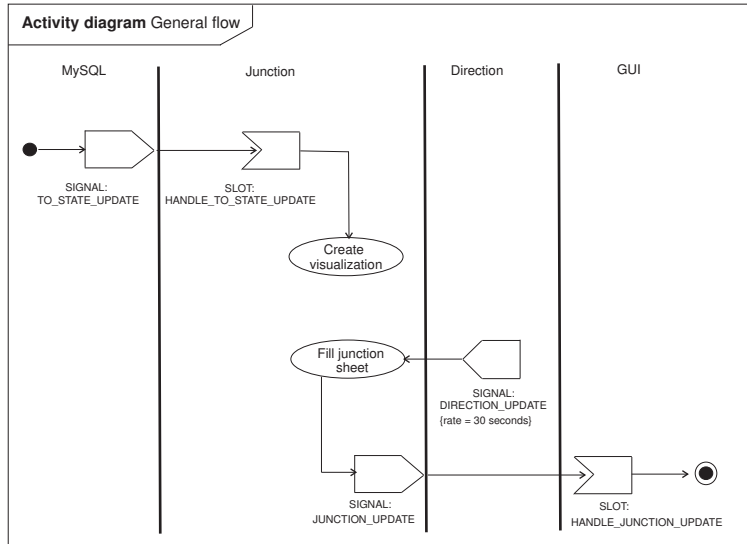 Activity diagram General flow
MySQL
Junction
Direction
GUI
SIGNAL:
TO_STATE_UPDATE
SLOT:
HANDLE_TO_STATE_UPDATE
Create
visualization
Fill junction
sheet
SIGNAL:
DIRECTION_UPDATE
{rate = 30 seconds}
SIGNAL:
JUNCTION_UPDATE
SLOT:
HANDLE_JUNCTION_UPDATE